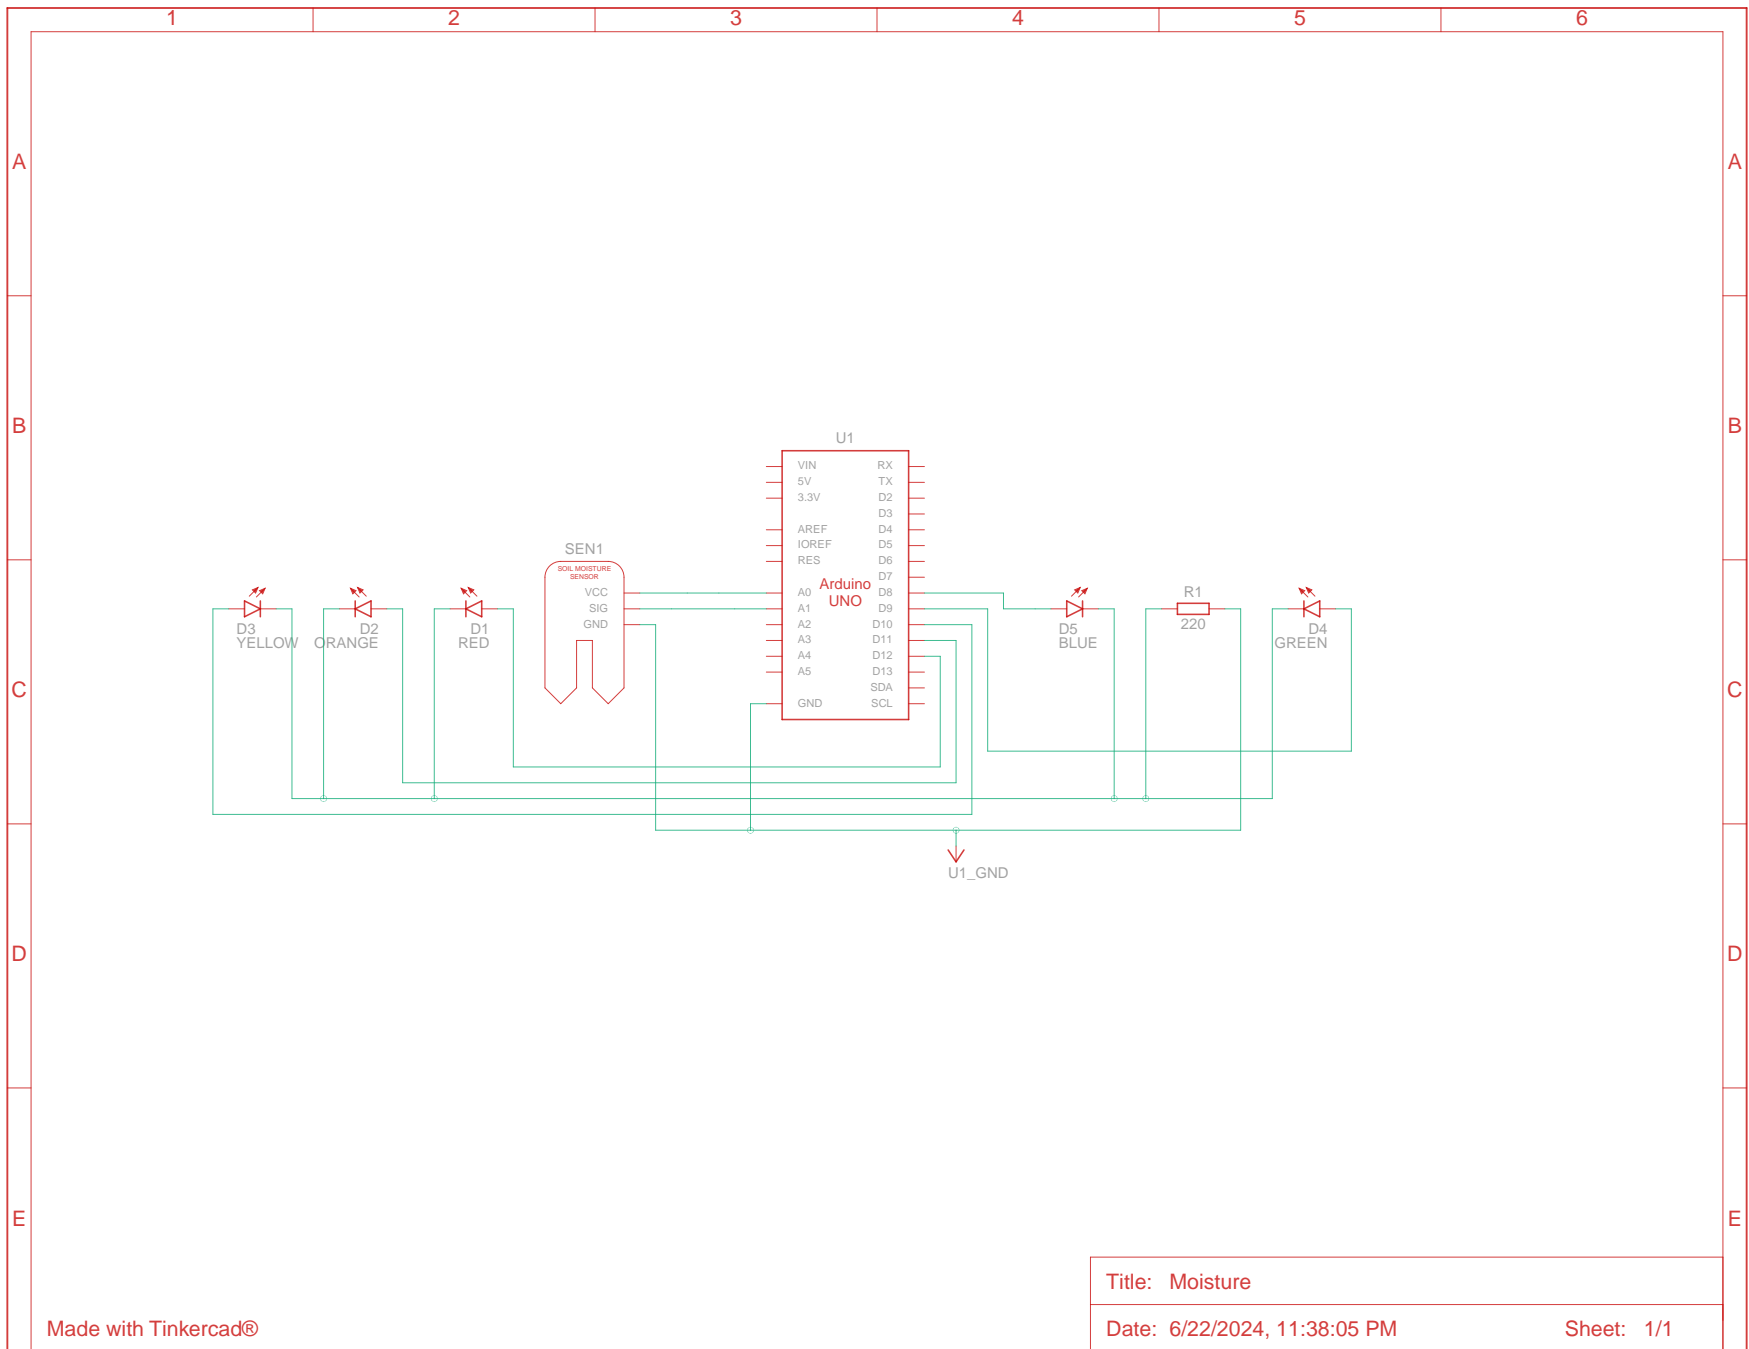 1 2 3 4 5 6
A A
B B
U1
VIN RX
5V TX
3.3V D2
D3
AREF D4
IOREF D5
RES D6
D7
SEN1
SOIL MOISTURE
SENSOR
VCC
SIG
GND
Arduino
UNO
A0 D8
A1 D9
A2 D10
A3 D11
A4 D12
A5 D13
SDA
GND SCL
D3
YELLOW
D2
ORANGE
D1
RED
D5
BLUE
R1
220
D4
GREEN
C C
U1_GND
D D
E E
Title: Moisture
Made with Tinkercad®
Date: 6/22/2024, 11:38:05 PM Sheet: 1/1